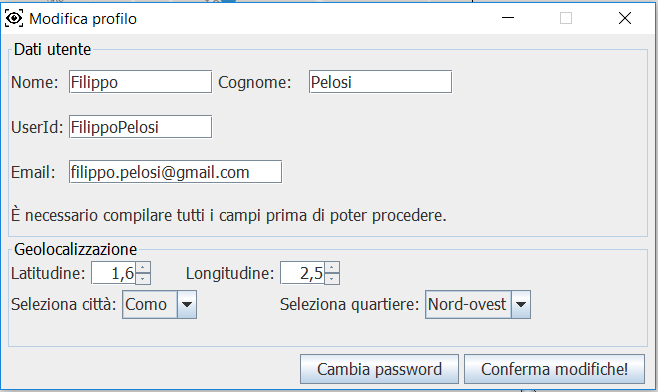 Modifica profilo
Dati utente
Nome: Filippo Cognome: Pelosi
UserId: FilippoPelosi
Email: filippo.pelosi@gmail.com
È necessario compilare tutti i campi prima di poter procedere.
Geolocalizzazione
Latitudine: 1,6 Longitudine: 2,5
Seleziona città: Como Seleziona quartiere: Nord-ovest
Cambia password Conferma modifiche!